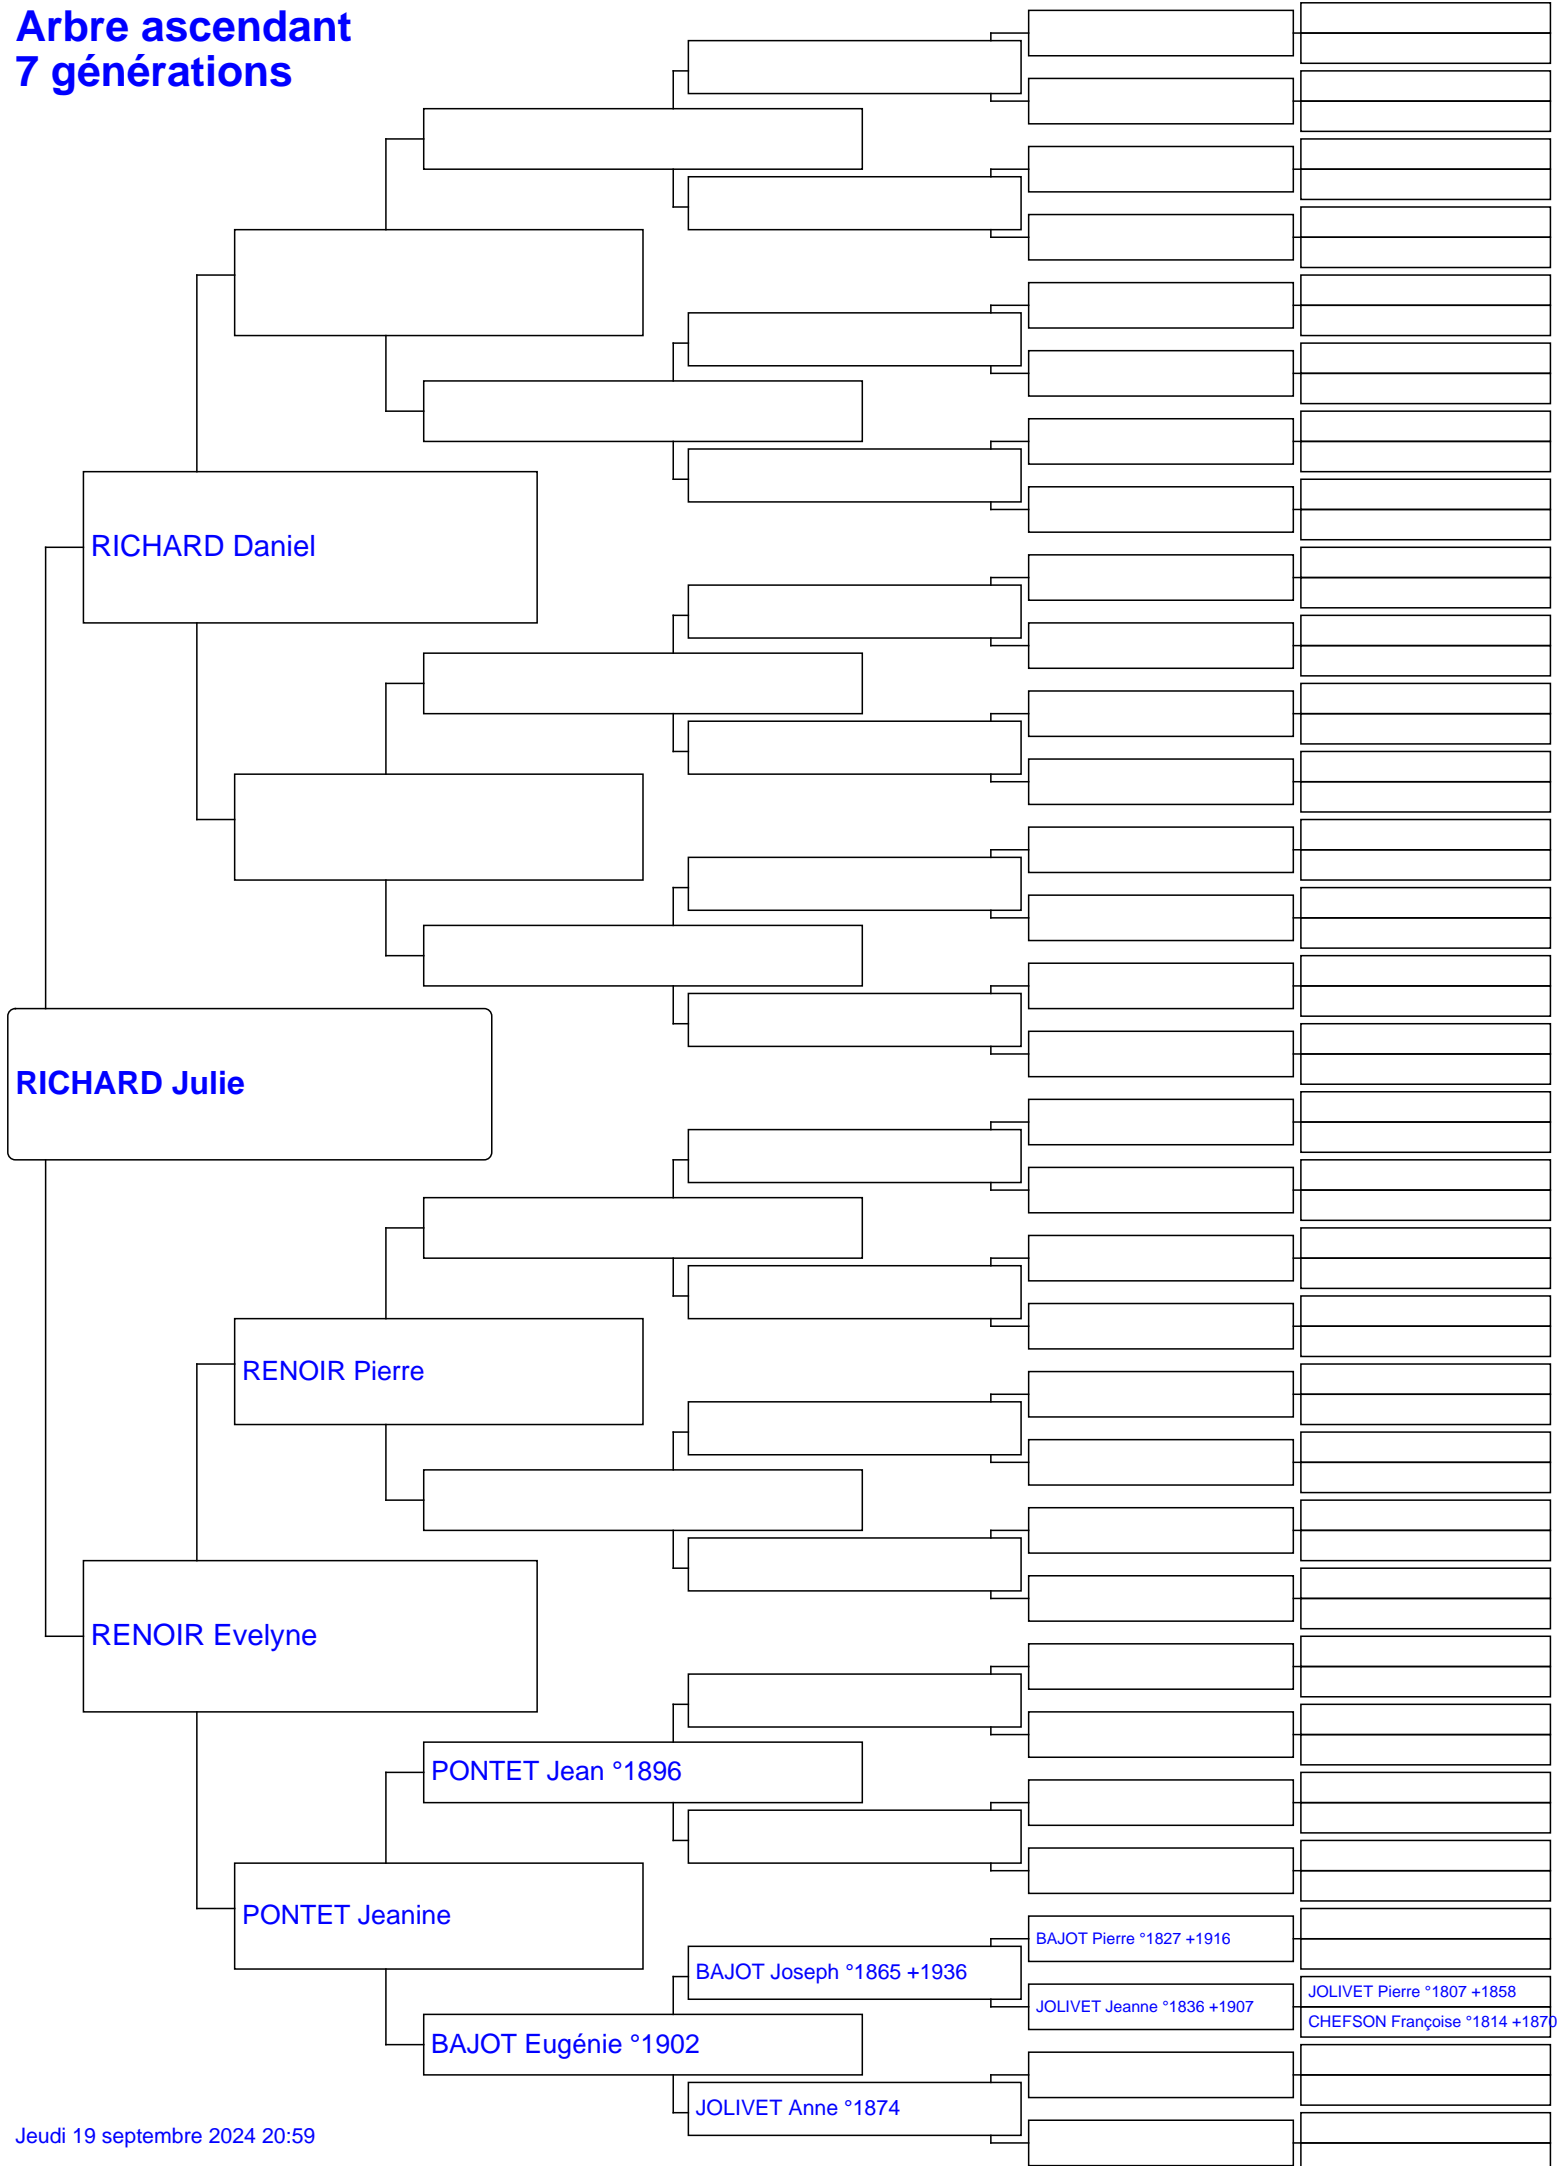 Arbre ascendant
7 générations
RICHARD Daniel
RICHARD Julie
RENOIR Pierre
RENOIR Evelyne
PONTET Jean °1896
PONTET Jeanine
BAJOT Pierre °1827 +1916
BAJOT Joseph °1865 +1936
JOLIVET Pierre °1807 +1858
JOLIVET Jeanne °1836 +1907
CHEFSON Françoise °1814 +1870
BAJOT Eugénie °1902
JOLIVET Anne °1874
Jeudi 19 septembre 2024 20:59